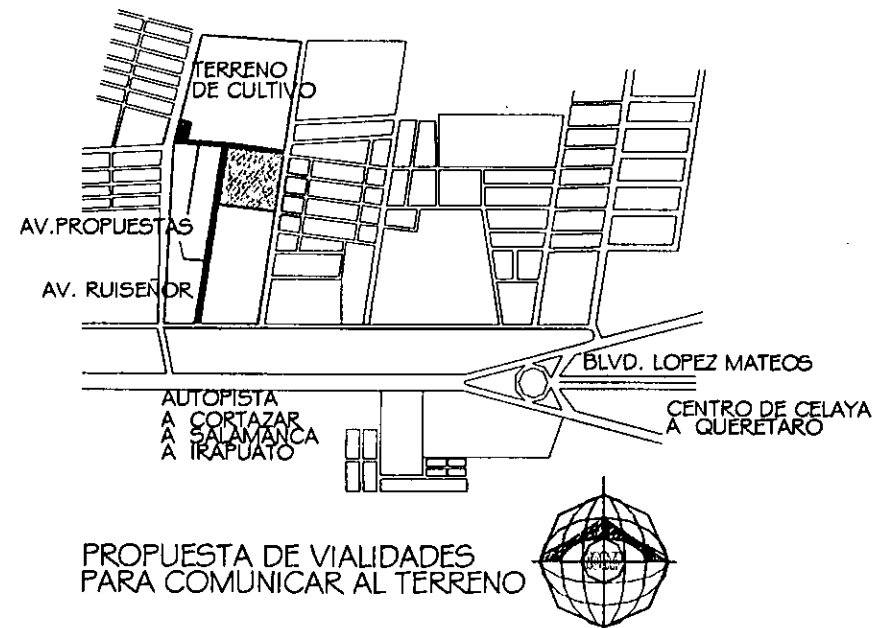 TERRENO
DE CULTIVO
AV.PROPUESTAS
AV. RUISEÑOR
BLVD. LOPEZ MATEOS
AUTOPISTA
A CORTAZAR
A SALAMANCA
A IRAPUATO
CENTRO DE CELAYA
A QUERETARO
PROPUESTA DE VIALIDADES
PARA COMUNICAR AL TERRENO